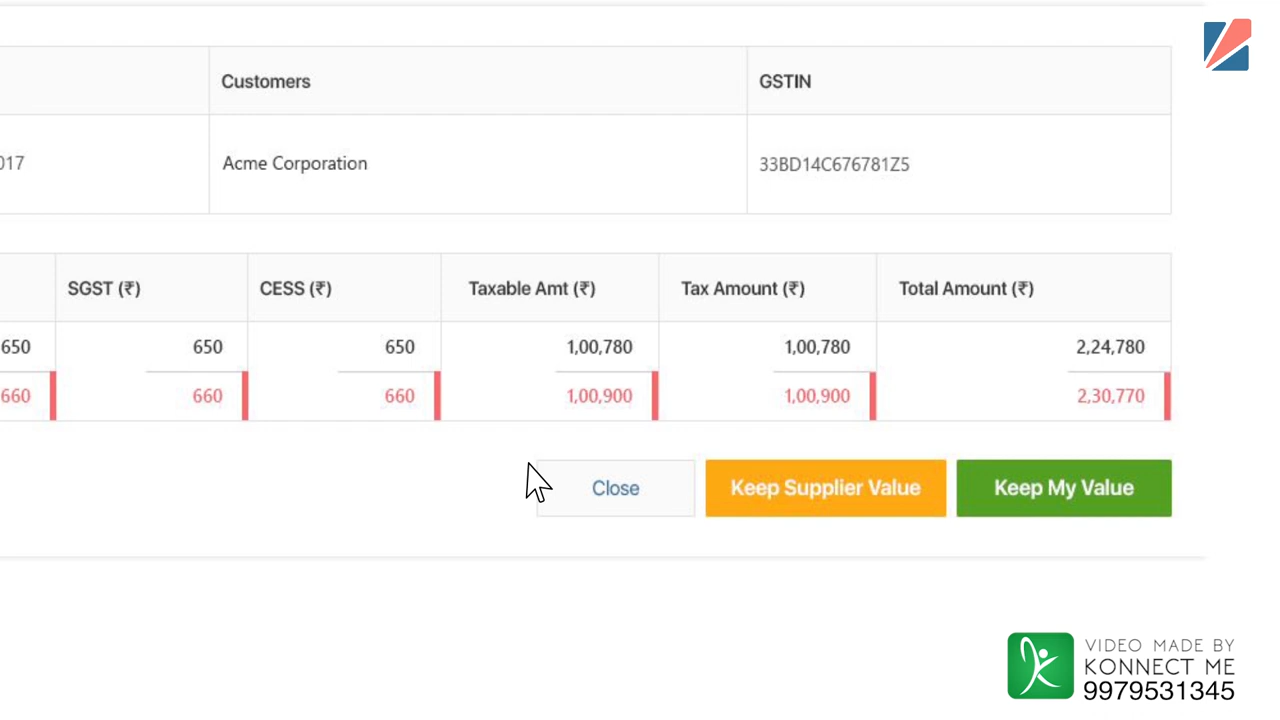 Customers GSTIN
017 Acme Corporation 33BD14C676781Z5
SGST (₹) CESS (₹) Taxable Amt (₹) Tax Amount (₹) Total Amount (₹)
650 650 650 1,00,780 1,00,780 2,24,780
660 660 660 1,00,900 1,00,900 2,30,770
Close Keep Supplier Value Keep My Value
VIDEO MADE BY
KONNECT ME
9979531345